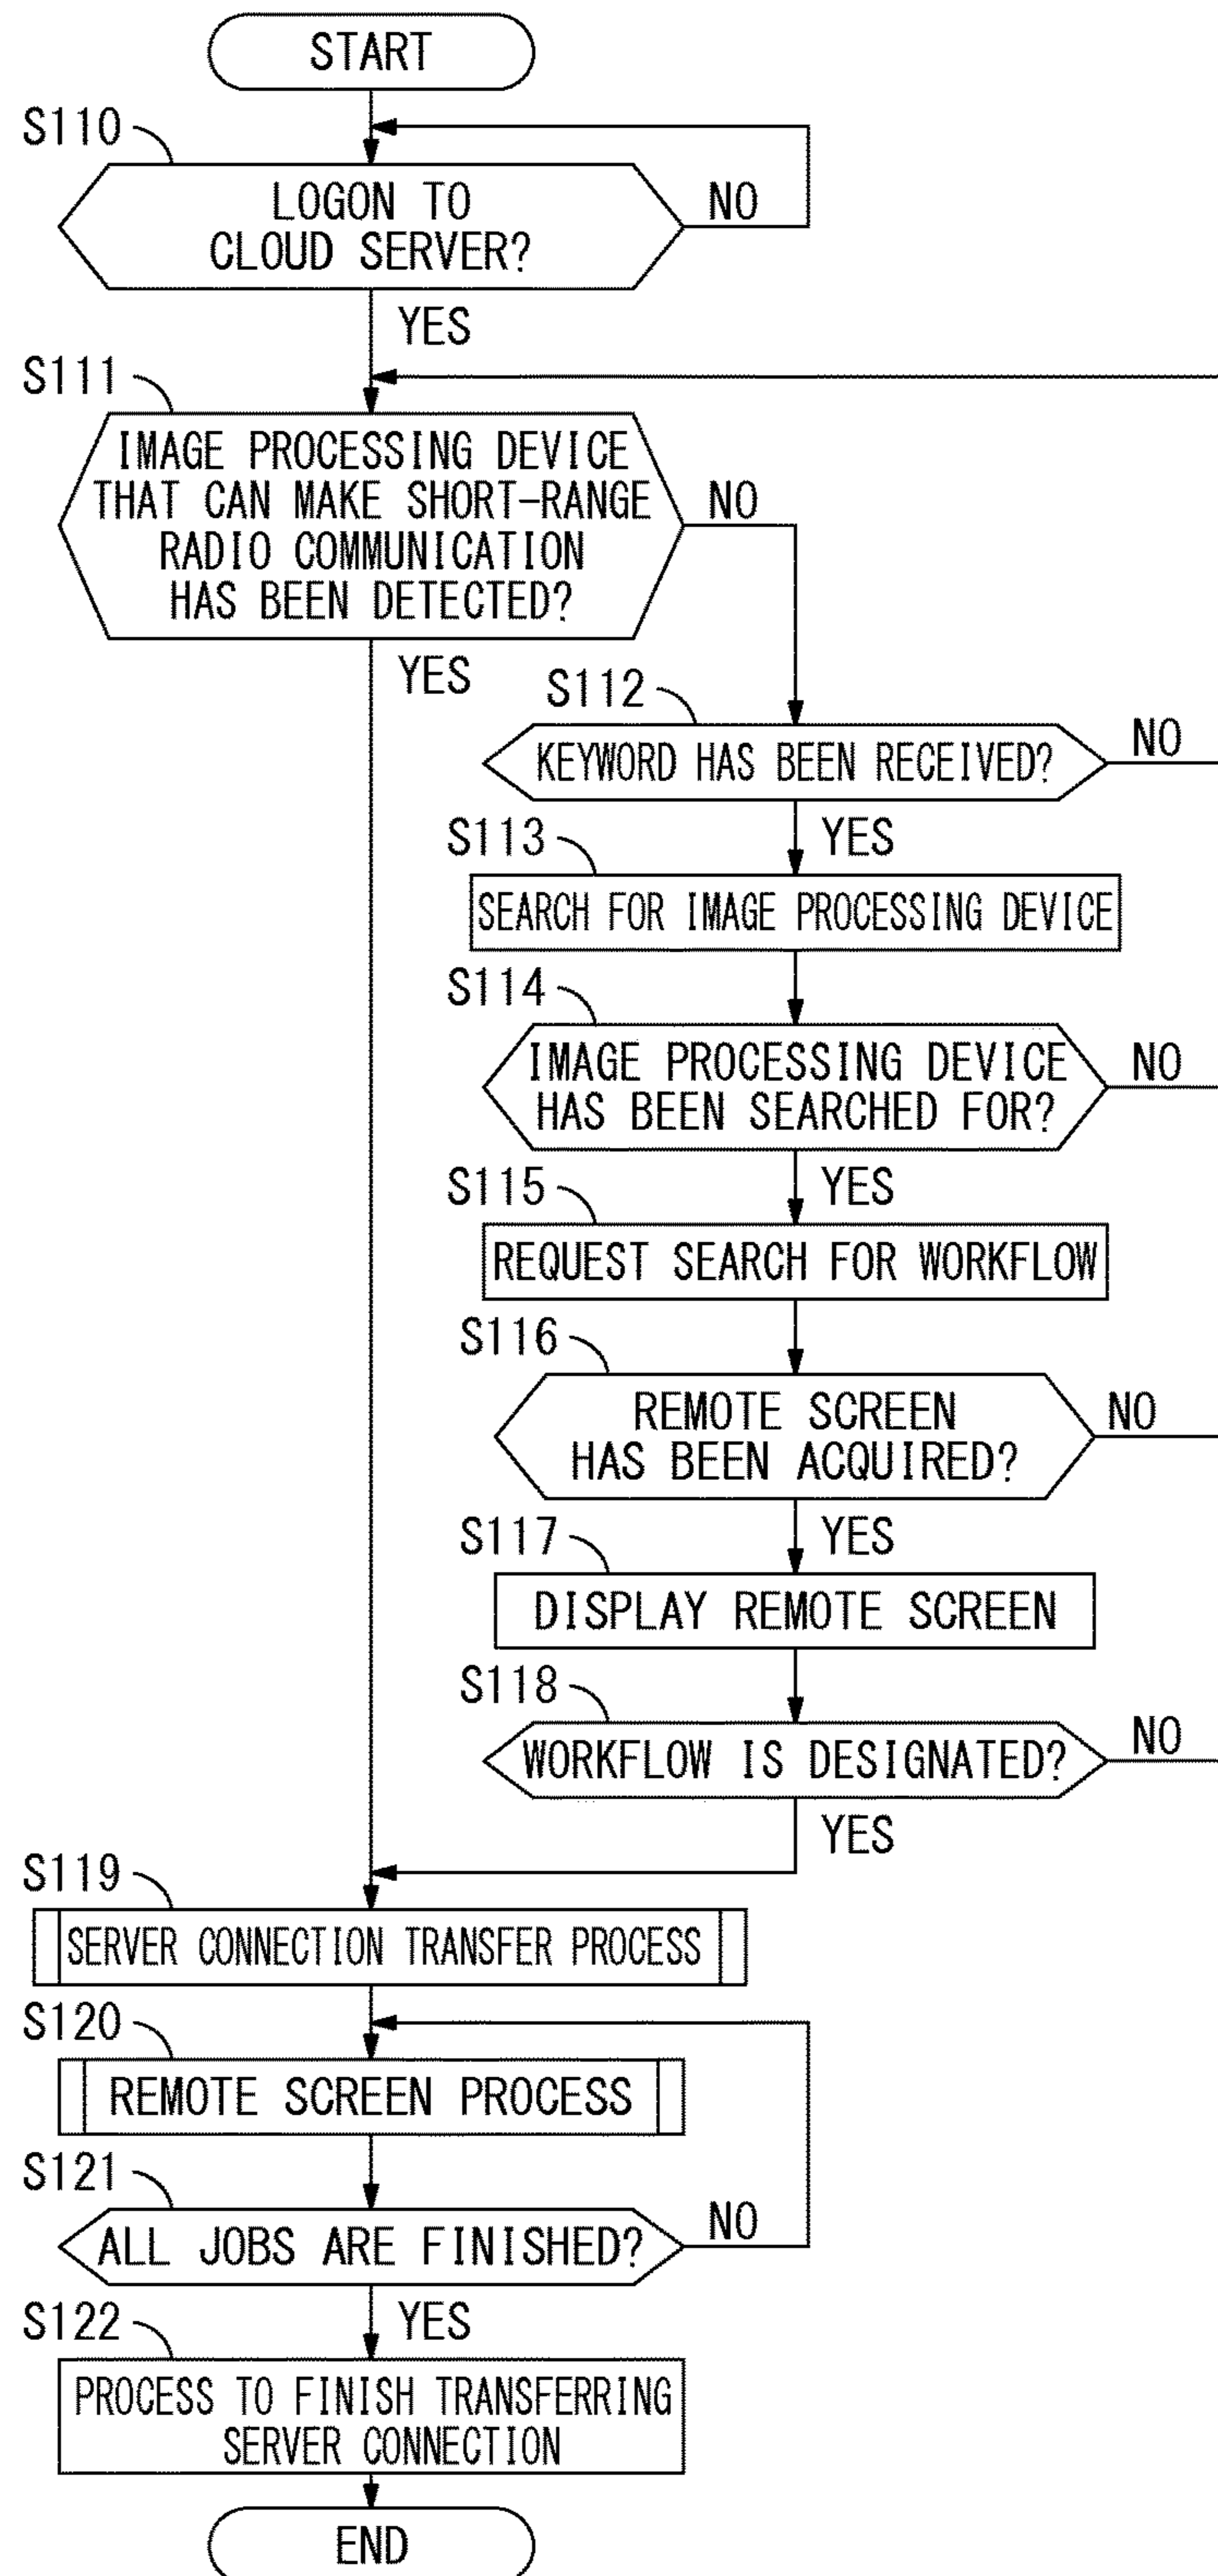 START
S110
LOGON TO
CLOUD SERVER?
NO
YES
S111
IMAGE PROCESSING DEVICE
THAT CAN MAKE SHORT-RANGE
RADIO COMMUNICATION
HAS BEEN DETECTED?
NO
YES
S112
KEYWORD HAS BEEN RECEIVED?
NO
YES
S113
SEARCH FOR IMAGE PROCESSING DEVICE
S114
IMAGE PROCESSING DEVICE
HAS BEEN SEARCHED FOR?
NO
YES
S115
REQUEST SEARCH FOR WORKFLOW
S116
REMOTE SCREEN
HAS BEEN ACQUIRED?
NO
YES
S117
DISPLAY REMOTE SCREEN
S118
WORKFLOW IS DESIGNATED?
NO
YES
S119
SERVER CONNECTION TRANSFER PROCESS
S120
REMOTE SCREEN PROCESS
S121
ALL JOBS ARE FINISHED?
NO
YES
S122
PROCESS TO FINISH TRANSFERRING
SERVER CONNECTION
END